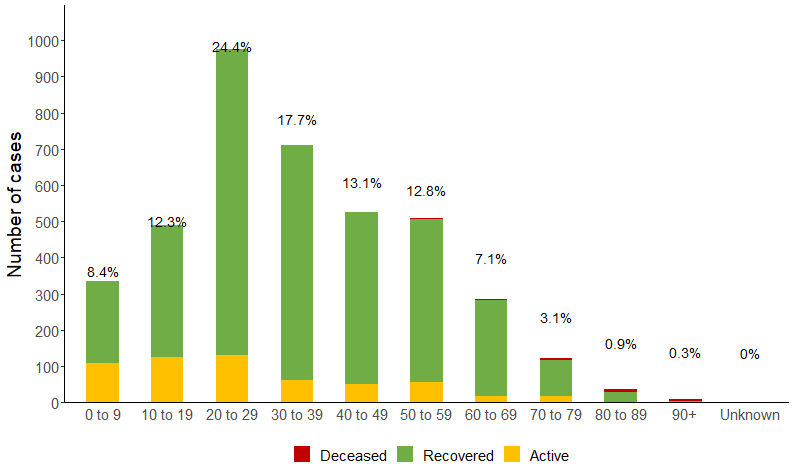 Number of cases
1000
900
800
700
600
500
400
300
200
100
0
8.4%
12.3%
24.4%
17.7%
13.1%
12.8%
7.1%
3.1%
0.9%
0.3%
0%
0 to 9
10 to 19
20 to 29
30 to 39
40 to 49
50 to 59
60 to 69
70 to 79
80 to 89
90+
Unknown
Deceased
Recovered
Active